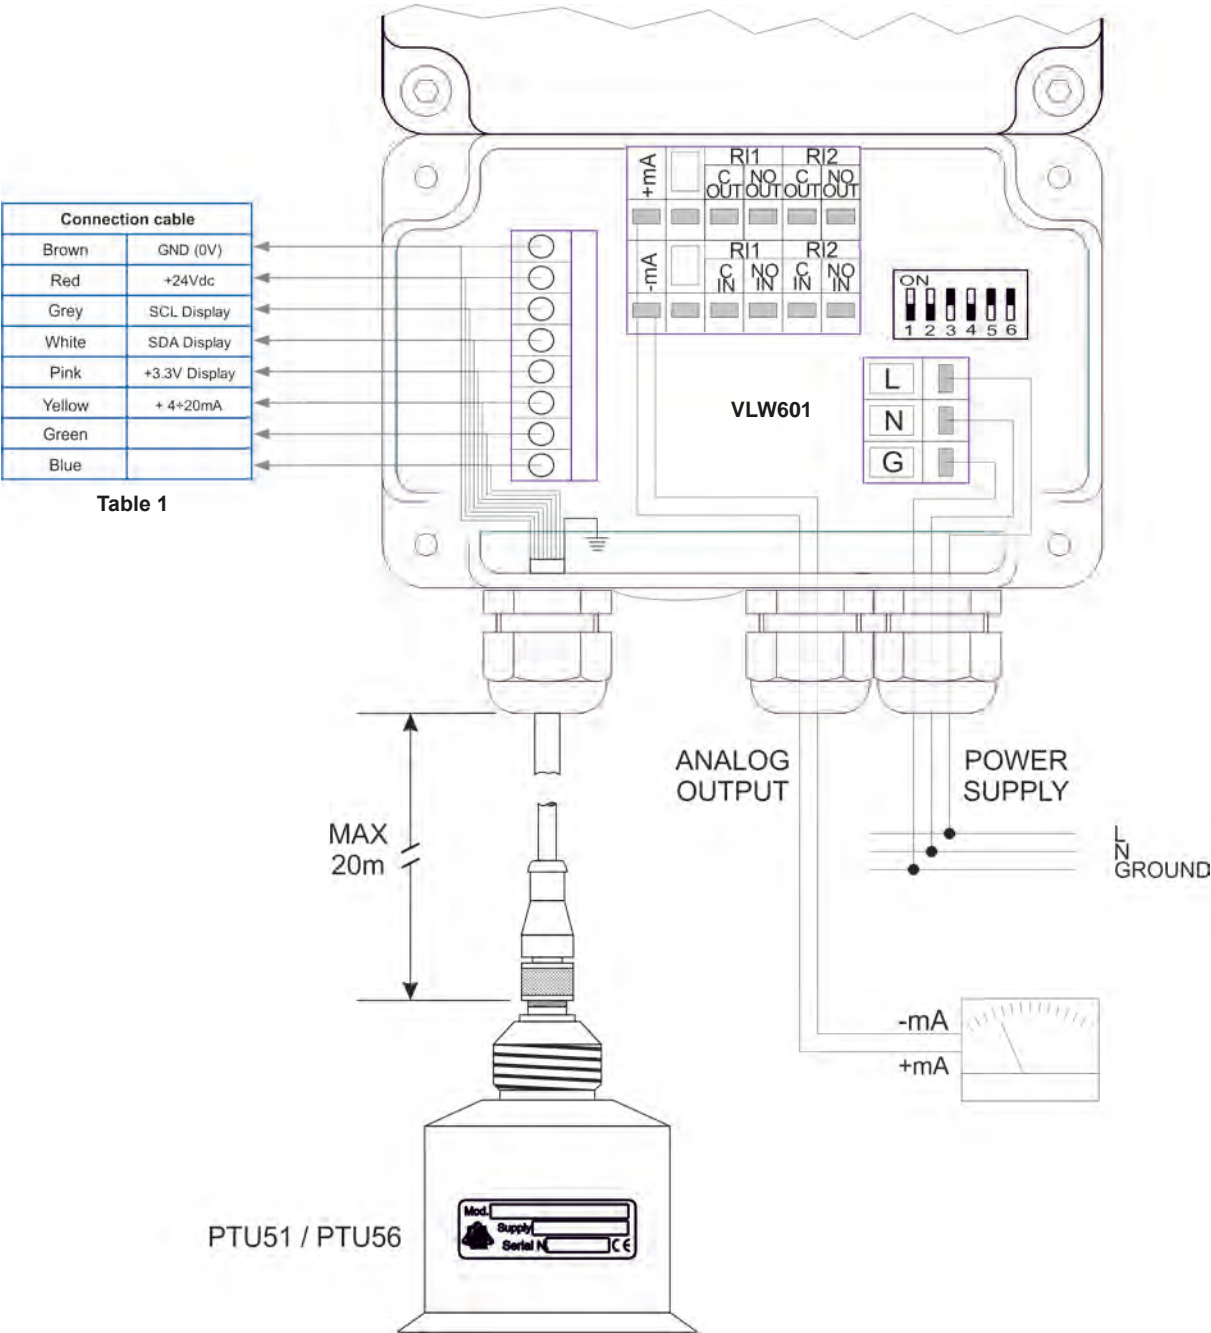 +mA RI1 RI2
C OUT NO OUT C OUT NO OUT
-mA RI1 RI2
C IN NO IN C IN NO IN
Connection cable
Brown GND (0V)
Red +24Vdc
Grey SCL Display
White SDA Display
Pink +3.3V Display
Yellow + 4÷20mA
Green
Blue
Table 1
ON
1 2 3 4 5 6
L
N
G
VLW601
ANALOG
OUTPUT
POWER
SUPPLY
MAX
20m
L
N
GROUND
-mA
+mA
PTU51 / PTU56
Mod.
Supply
Serial N.
CE